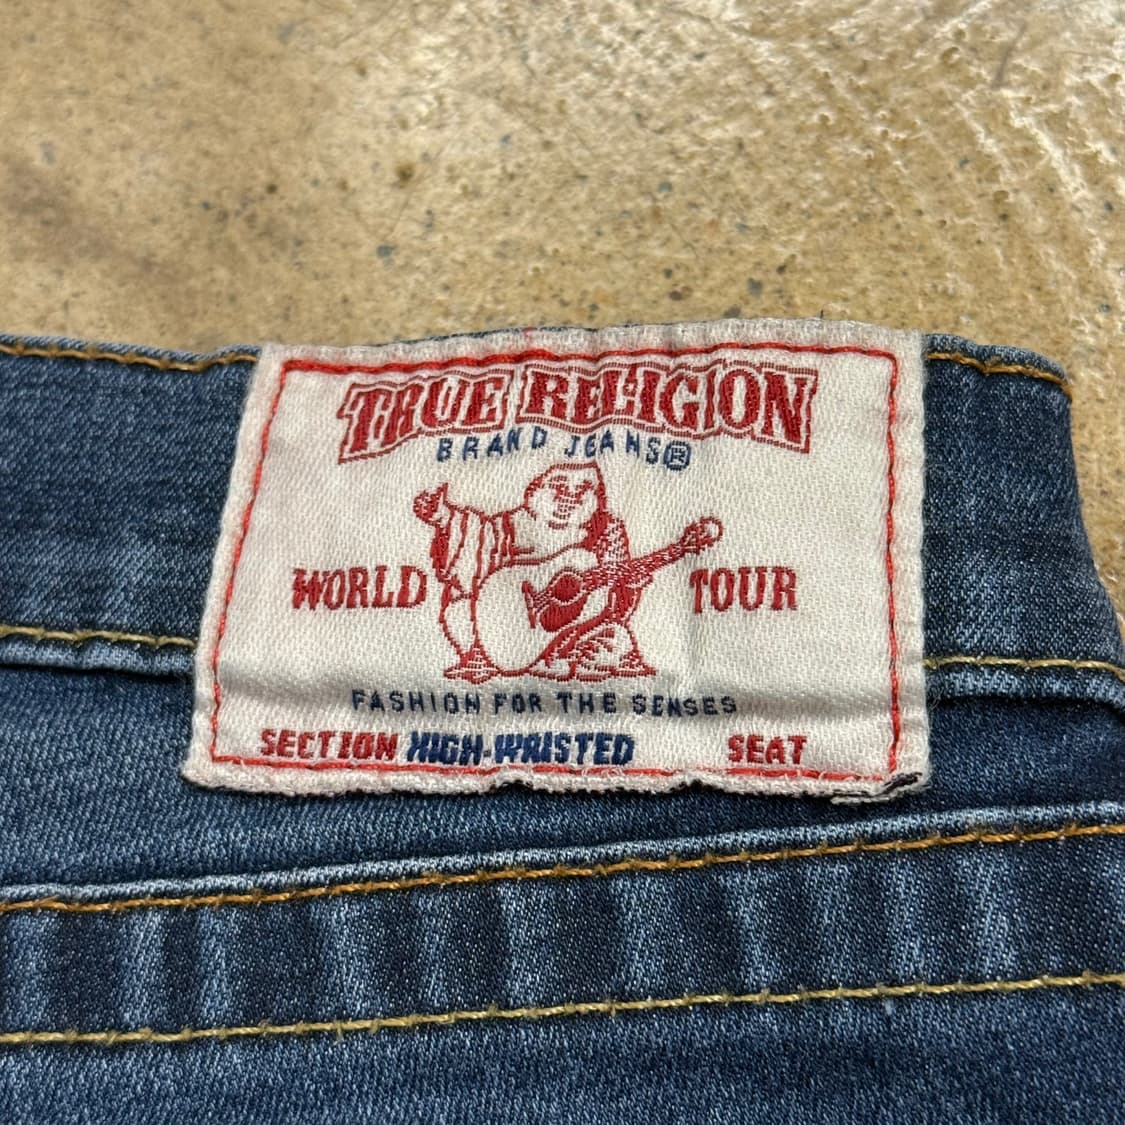 TRUE RELIGION
BRAND JEANS®
WORLD TOUR
FASHION FOR THE SENSES
SECTION HIGH-WAISTED SEAT